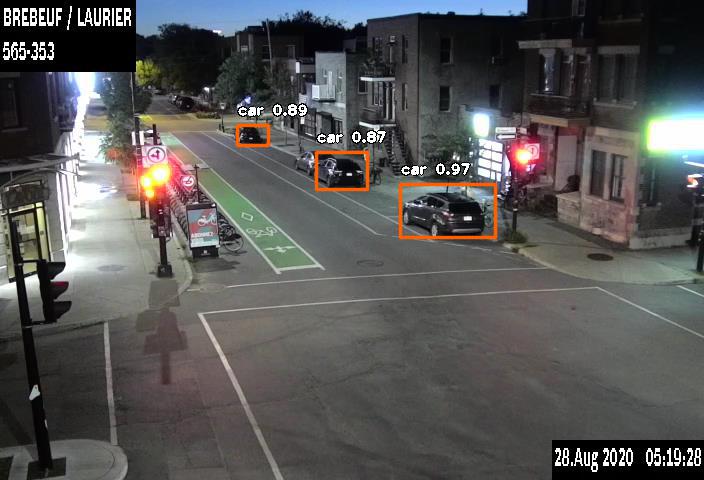 BREBEUF / LAURIER
565-353
car 0.89
car 0.87
car 0.97
ABONNEZ
28.Aug 2020 05:19:28